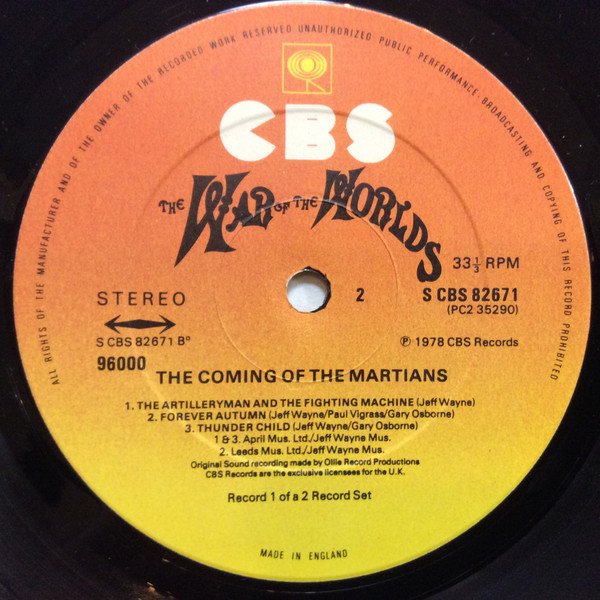 ALL RIGHTS OF THE MANUFACTURER AND OF THE OWNER OF THE RECORDED WORK RESERVED UNAUTHORIZED PUBLIC PERFORMANCE; BROADCASTING AND COPYING OF THIS RECORD PROHIBITED
CBS
THE WAR OF THE WORLDS
33⅓ RPM
STEREO
2
S CBS 82671
(PC2 35290)
S CBS 82671 B°
℗ 1978 CBS Records
96000
THE COMING OF THE MARTIANS
1. THE ARTILLERYMAN AND THE FIGHTING MACHINE (Jeff Wayne)
2. FOREVER AUTUMN (Jeff Wayne/Paul Vigrass/Gary Osborne)
3. THUNDER CHILD (Jeff Wayne/Gary Osborne)
1 & 3. April Mus. Ltd./Jeff Wayne Mus.
2. Leeds Mus. Ltd./Jeff Wayne Mus.
Original Sound recording made by Ollie Record Productions
CBS Records are the exclusive licensees for the U.K.
Record 1 of a 2 Record Set
MADE IN ENGLAND